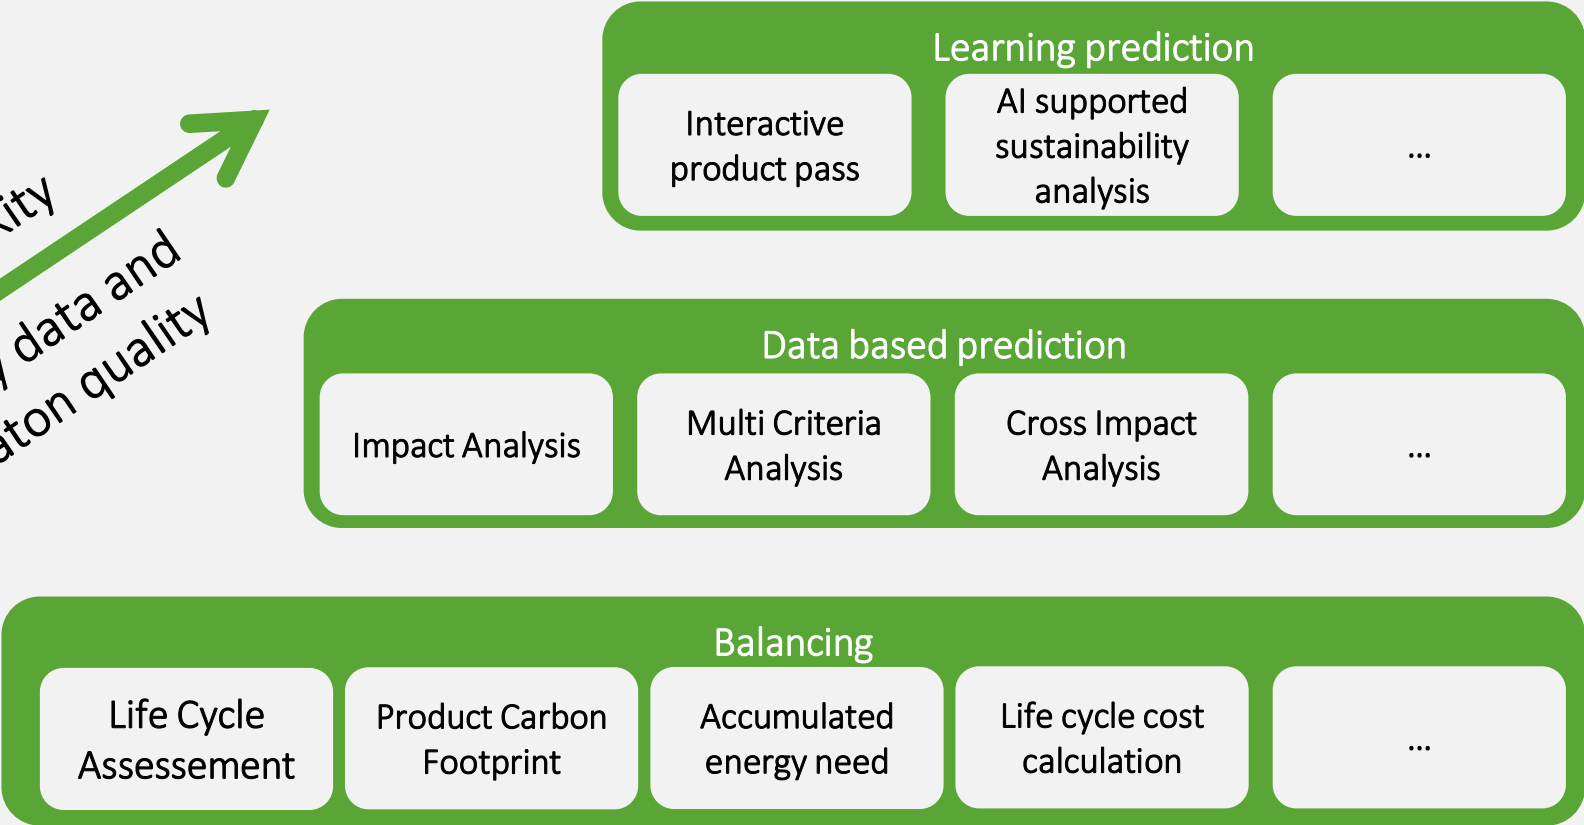 Learning prediction
Interactive
product pass
AI supported
sustainability
analysis
...
data and
quality
Data based prediction
Impact Analysis
Multi Criteria
Analysis
Cross Impact
Analysis
...
Balancing
Life Cycle
Assessement
Product Carbon
Footprint
Accumulated
energy need
Life cycle cost
calculation
...